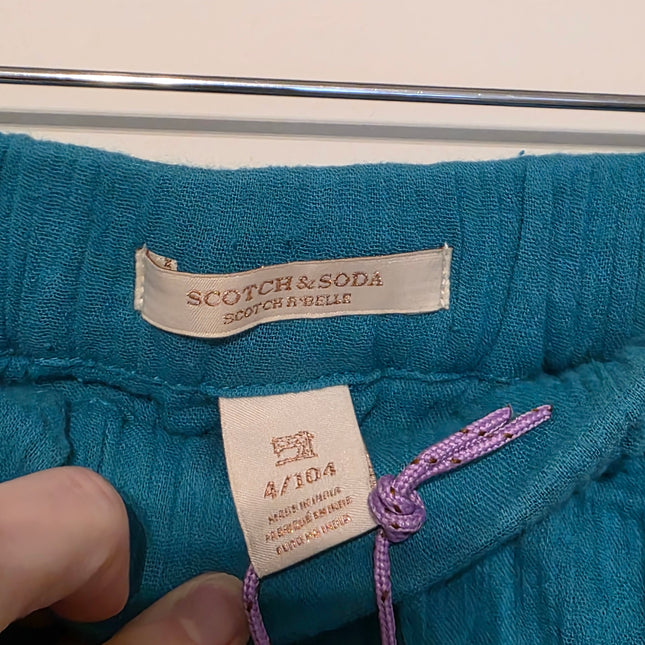 SCOTCH & SODA
SCOTCH R'BELLE
4/104
MADE IN INDIA
FABRIQUÉ EN INDE